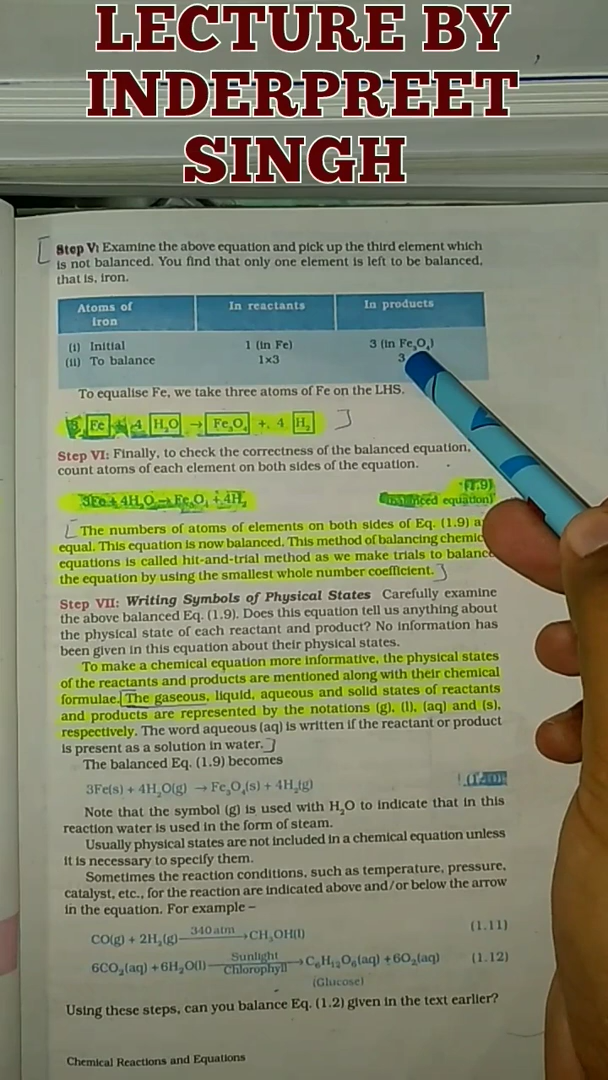 LECTURE BY
INDERPREET
SINGH
Step V: Examine the above equation and pick up the third element which
is not balanced. You find that only one element is left to be balanced,
that is, iron.
Atoms of iron In reactants In products
(i) Initial 1 (in Fe) 3 (in Fe₃O₄)
(ii) To balance 1×3 3
To equalise Fe, we take three atoms of Fe on the LHS.
3 Fe + 4 H₂O → Fe₃O₄ + 4 H₂
Step VI: Finally, to check the correctness of the balanced equation,
count atoms of each element on both sides of the equation.
3Fe + 4H₂O → Fe₃O₄ + 4H₂ (1.9)
(balanced equation)
The numbers of atoms of elements on both sides of Eq. (1.9)
equal. This equation is now balanced. This method of balancing
equations is called hit-and-trial method as we make trials to balance
the equation by using the smallest whole number coefficient.
Step VII: Writing Symbols of Physical States Carefully examine
the above balanced Eq. (1.9). Does this equation tell us anything about
the physical state of each reactant and product? No information has
been given in this equation about their physical states.
To make a chemical equation more informative, the physical states
of the reactants and products are mentioned along with their chemical
formulae. The gaseous, liquid, aqueous and solid states of reactants
and products are represented by the notations (g), (l), (aq) and (s),
respectively. The word aqueous (aq) is written if the reactant or product
is present as a solution in water.
The balanced Eq. (1.9) becomes
3Fe(s) + 4H₂O(g) → Fe₃O₄(s) + 4H₂(g) (1.10)
Note that the symbol (g) is used with H₂O to indicate that in this
reaction water is used in the form of steam.
Usually physical states are not included in a chemical equation unless
it is necessary to specify them.
Sometimes the reaction conditions, such as temperature, pressure,
catalyst, etc., for the reaction are indicated above and/or below the arrow
in the equation. For example –
CO(g) + 2H₂(g) 340 atm → CH₃OH(l) (1.11)
6CO₂(aq) + 6H₂O(l) Sunlight Chlorophyll → C₆H₁₂O₆(aq) + 6O₂(aq) (1.12)
(Glucose)
Using these steps, can you balance Eq. (1.2) given in the text earlier?
Chemical Reactions and Equations